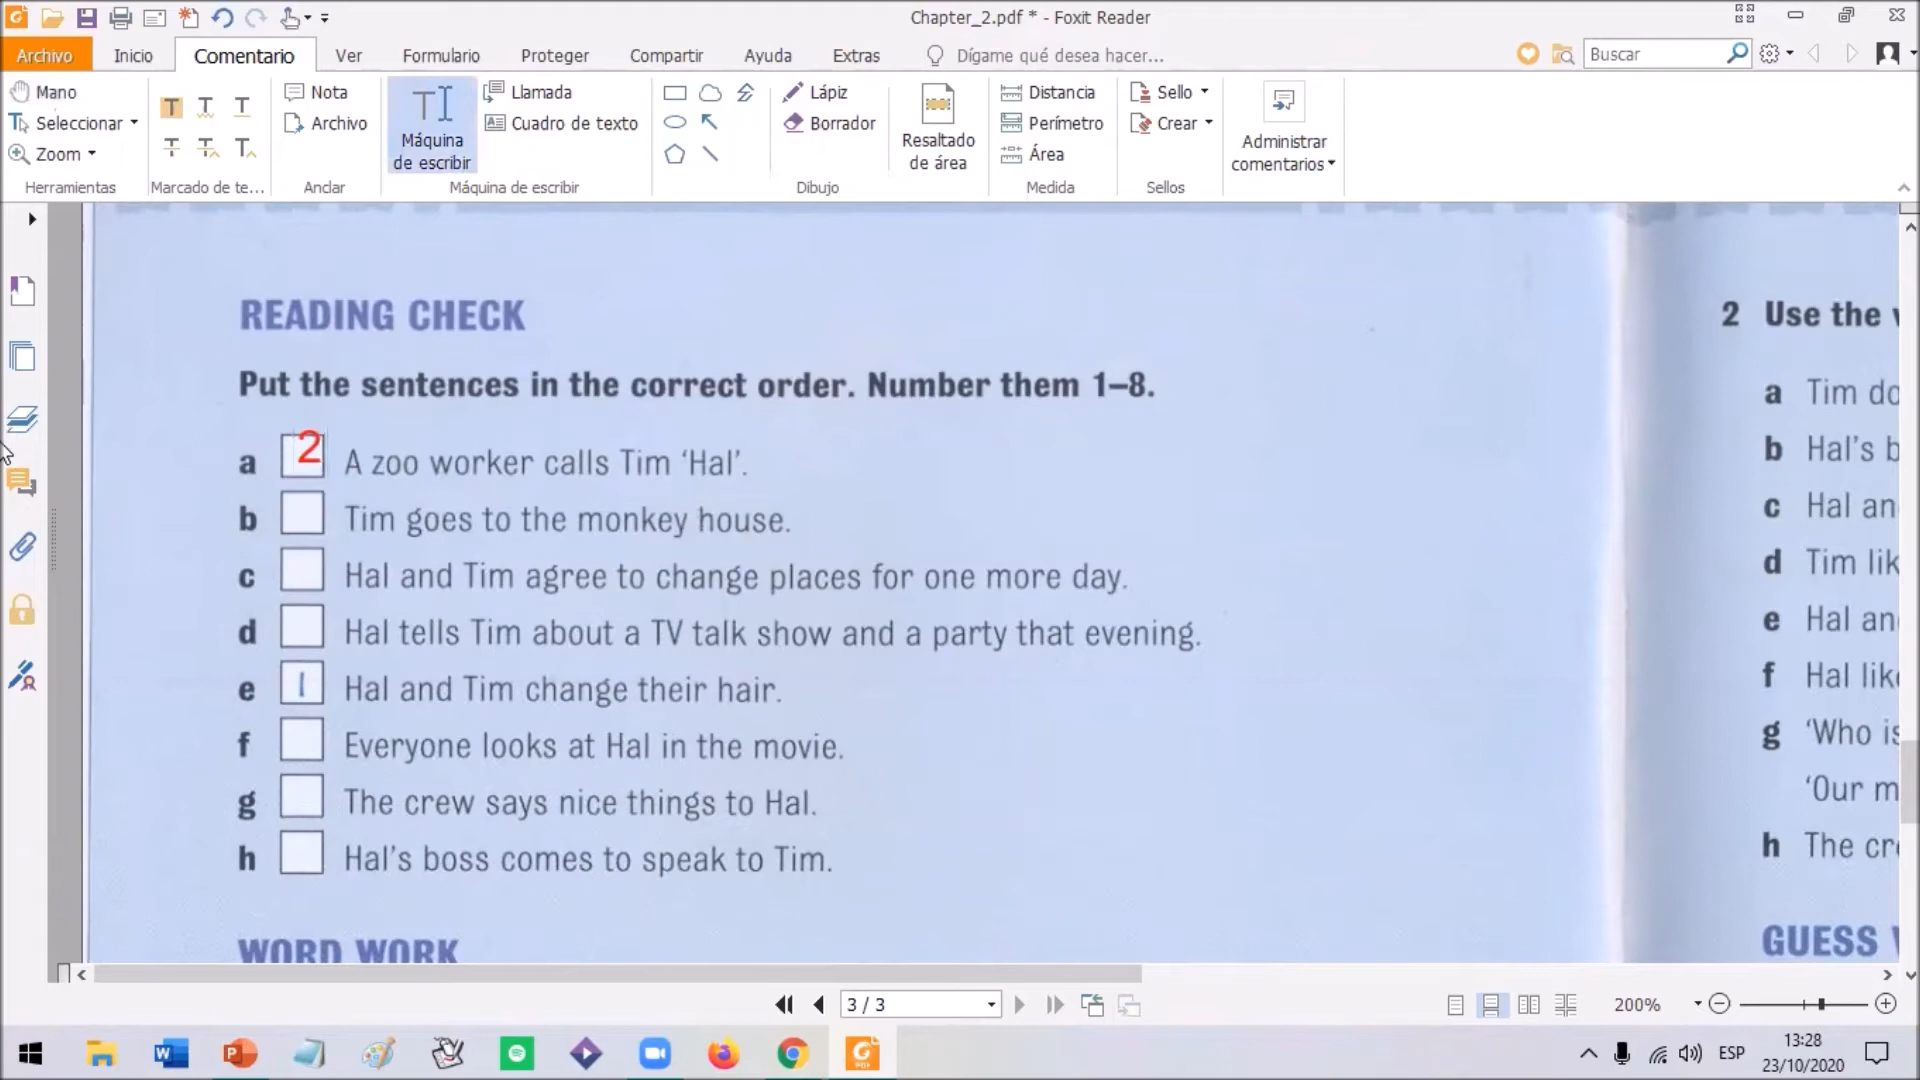 Chapter_2.pdf * - Foxit Reader
Archivo Inicio Comentario Ver Formulario Proteger Compartir Ayuda Extras Dígame qué desea hacer... Buscar
Mano
Seleccionar
Zoom
Herramientas
Marcado de te...
Nota
Archivo
Anclar
Máquina
de escribir
Llamada
Cuadro de texto
Máquina de escribir
Lápiz
Borrador
Dibujo
Resaltado
de área
Distancia
Perímetro
Área
Medida
Sello
Crear
Sellos
Administrar
comentarios
READING CHECK
Put the sentences in the correct order. Number them 1–8.
a 2 A zoo worker calls Tim ‘Hal’.
b Tim goes to the monkey house.
c Hal and Tim agree to change places for one more day.
d Hal tells Tim about a TV talk show and a party that evening.
e 1 Hal and Tim change their hair.
f Everyone looks at Hal in the movie.
g The crew says nice things to Hal.
h Hal’s boss comes to speak to Tim.
WORD WORK
2 Use the
a Tim
b Hal’s
c Hal
d Tim
e Hal
f Hal
g ‘Who
‘Our
h The
GUESS
3 / 3
200%
ESP
13:28
23/10/2020